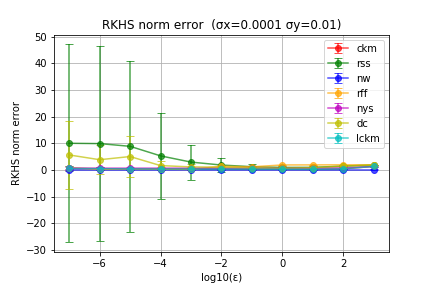 RKHS norm error (σx=0.0001 σy=0.01)
50
40
30
20
10
0
−10
−20
−30
RKHS norm error
ckm
rss
nw
rff
nys
dc
lckm
−6 −4 −2 0 2
log10(ε)